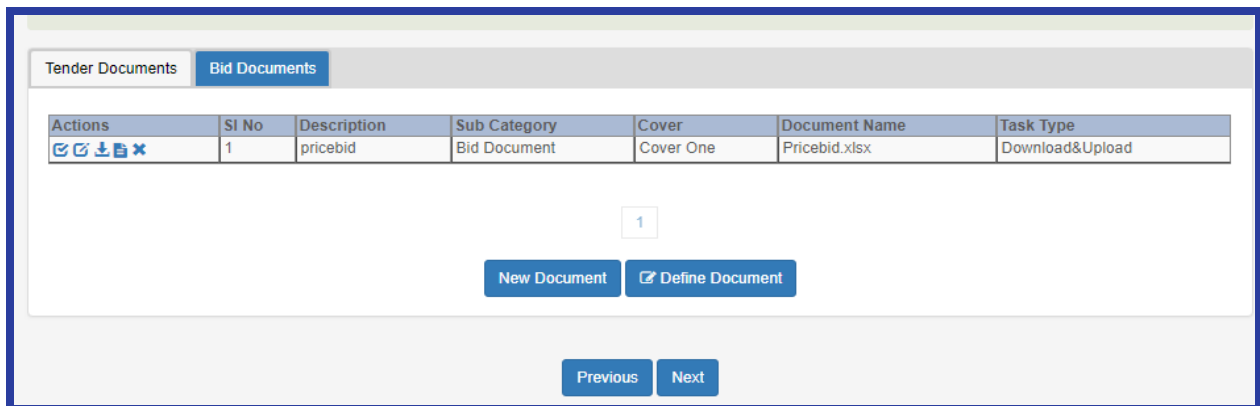 Tender Documents Bid Documents
Actions SI No Description Sub Category Cover Document Name Task Type
1 pricebid Bid Document Cover One Pricebid.xlsx Download&Upload
1
New Document Define Document
Previous Next